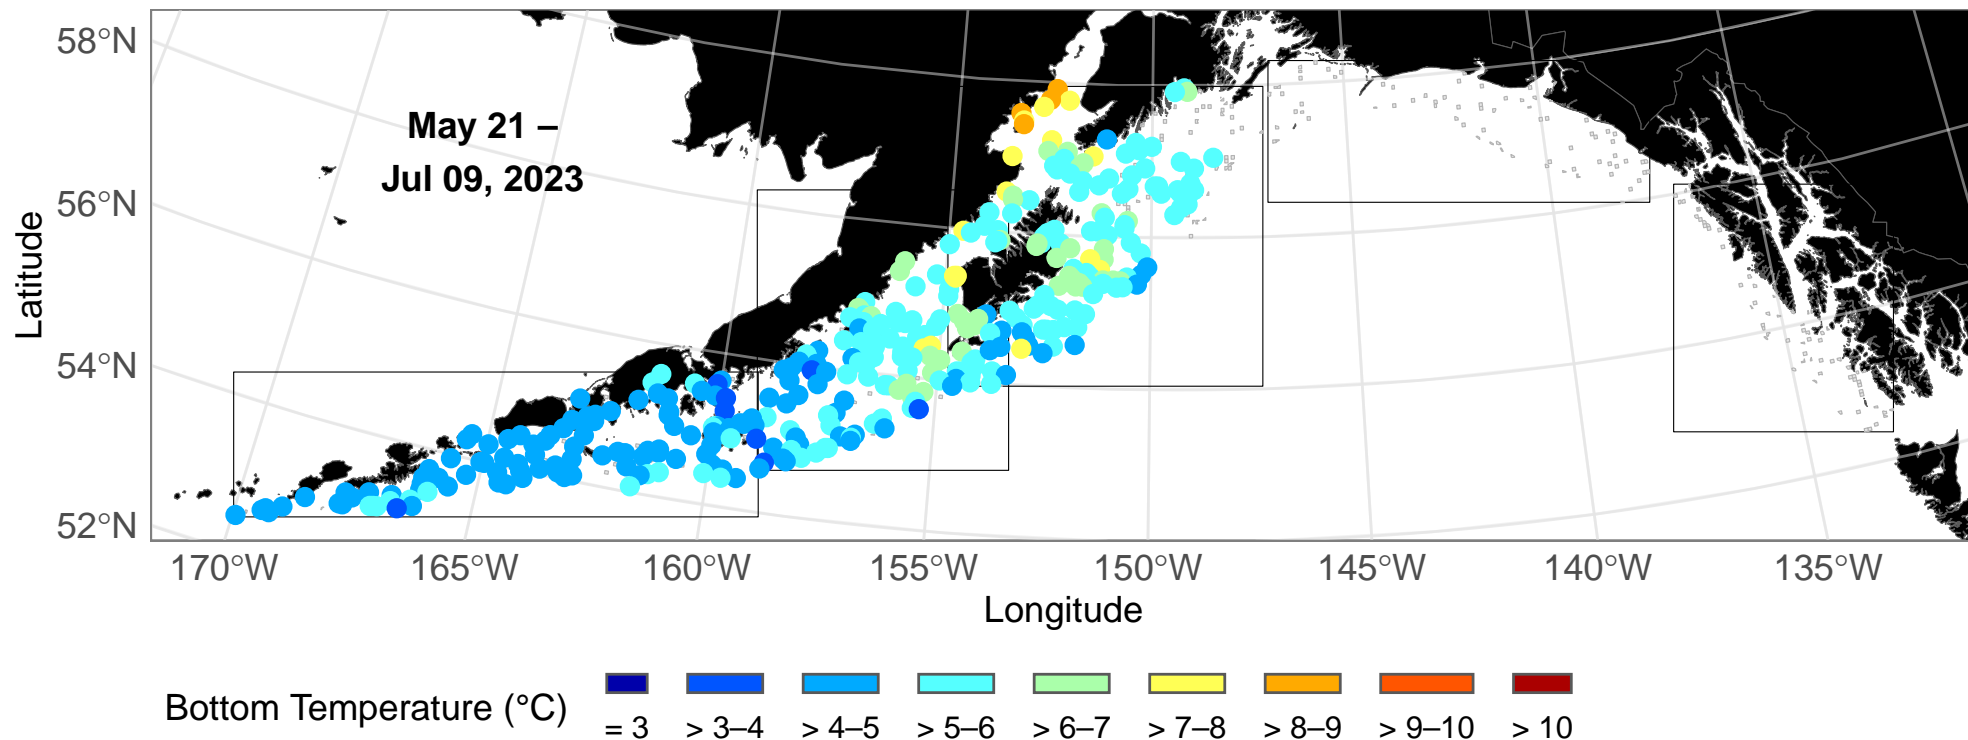 58°N
56°N
54°N
52°N
Latitude
May 21 –
Jul 09, 2023
170°W 165°W 160°W 155°W 150°W 145°W 140°W 135°W
Longitude
Bottom Temperature (°C)
= 3 > 3–4 > 4–5 > 5–6 > 6–7 > 7–8 > 8–9 > 9–10 > 10